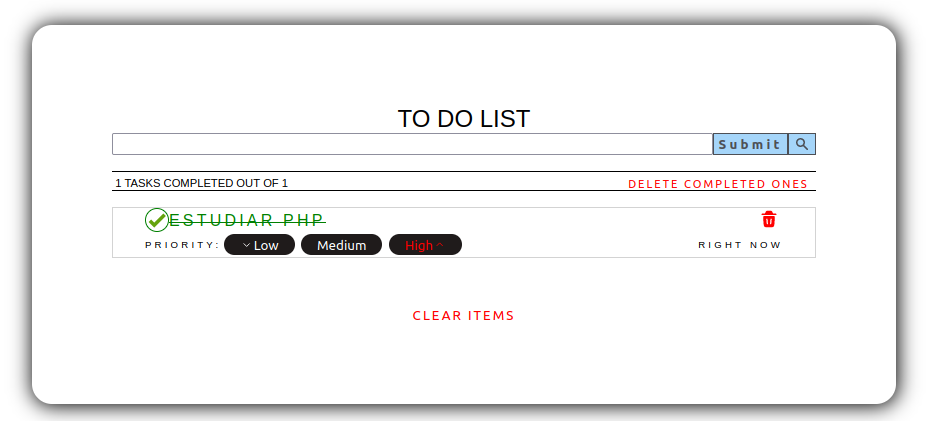 TO DO LIST
Submit
1 TASKS COMPLETED OUT OF 1 DELETE COMPLETED ONES
ESTUDIAR PHP
PRIORITY: Low Medium High RIGHT NOW
CLEAR ITEMS